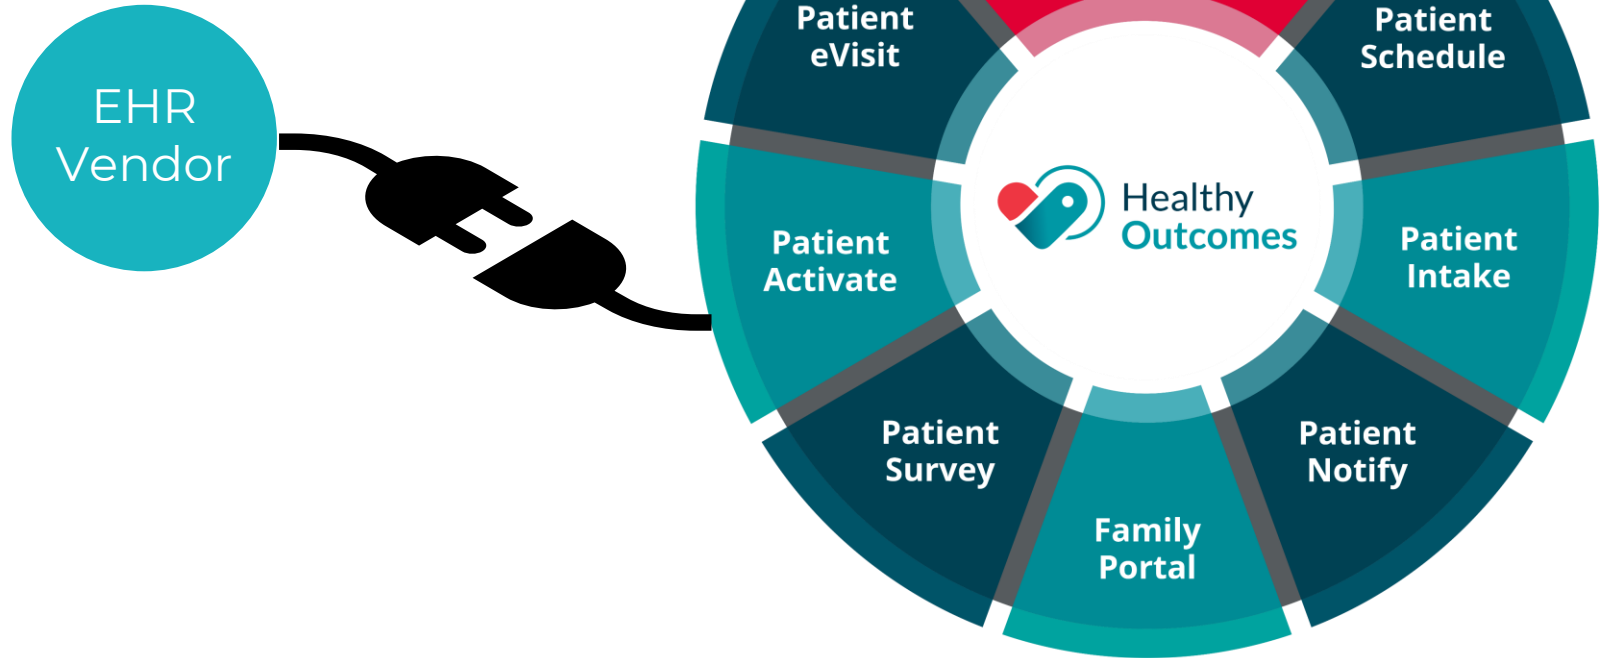 EHR
Vendor
Patient
eVisit
Patient
Schedule
Patient
Activate
Healthy
Outcomes
Patient
Intake
Patient
Survey
Patient
Notify
Family
Portal